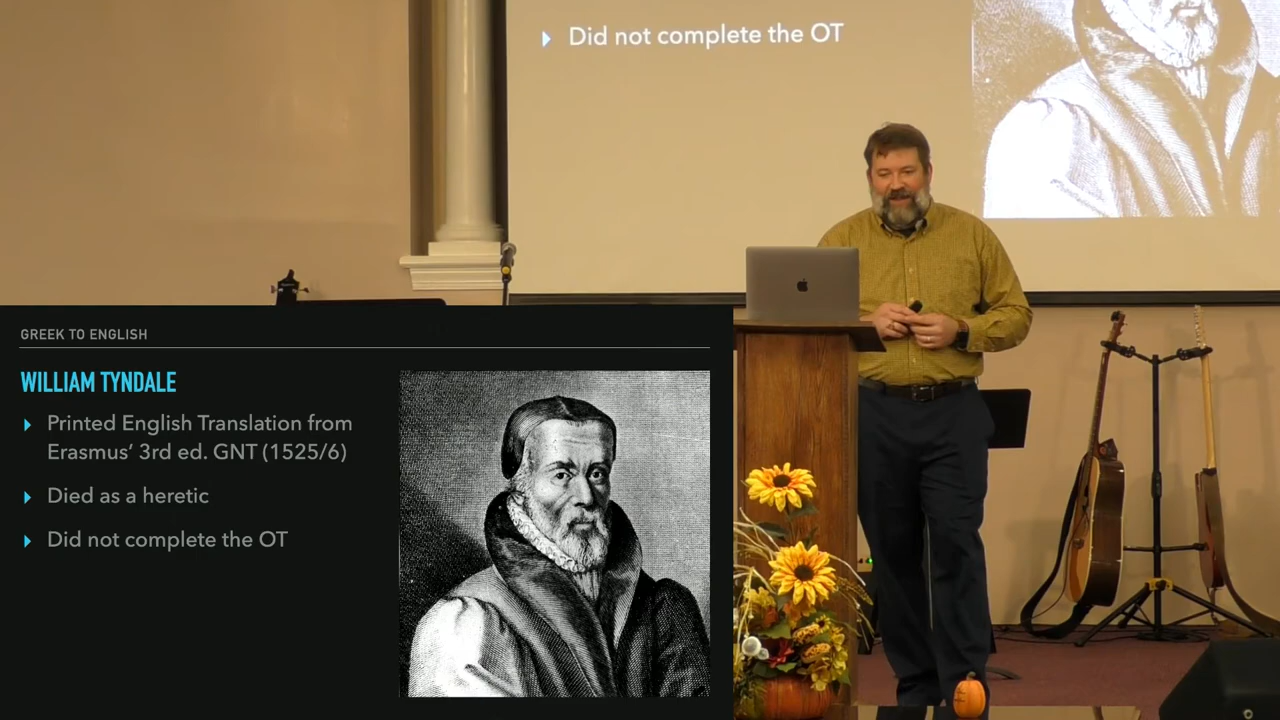 Did not complete the OT
GREEK TO ENGLISH
WILLIAM TYNDALE
Printed English Translation from
Erasmus' 3rd ed. GNT (1525/6)
Died as a heretic
Did not complete the OT